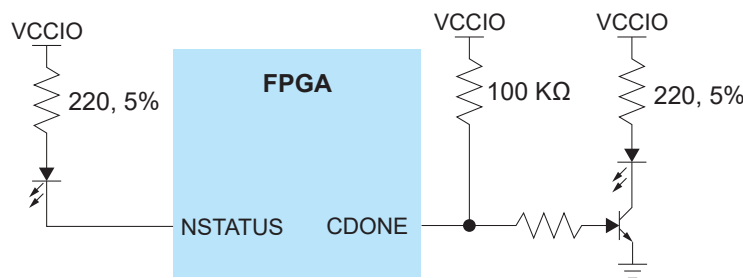 VCCIO
220, 5%
FPGA
NSTATUS
CDONE
VCCIO
100 KΩ
VCCIO
220, 5%